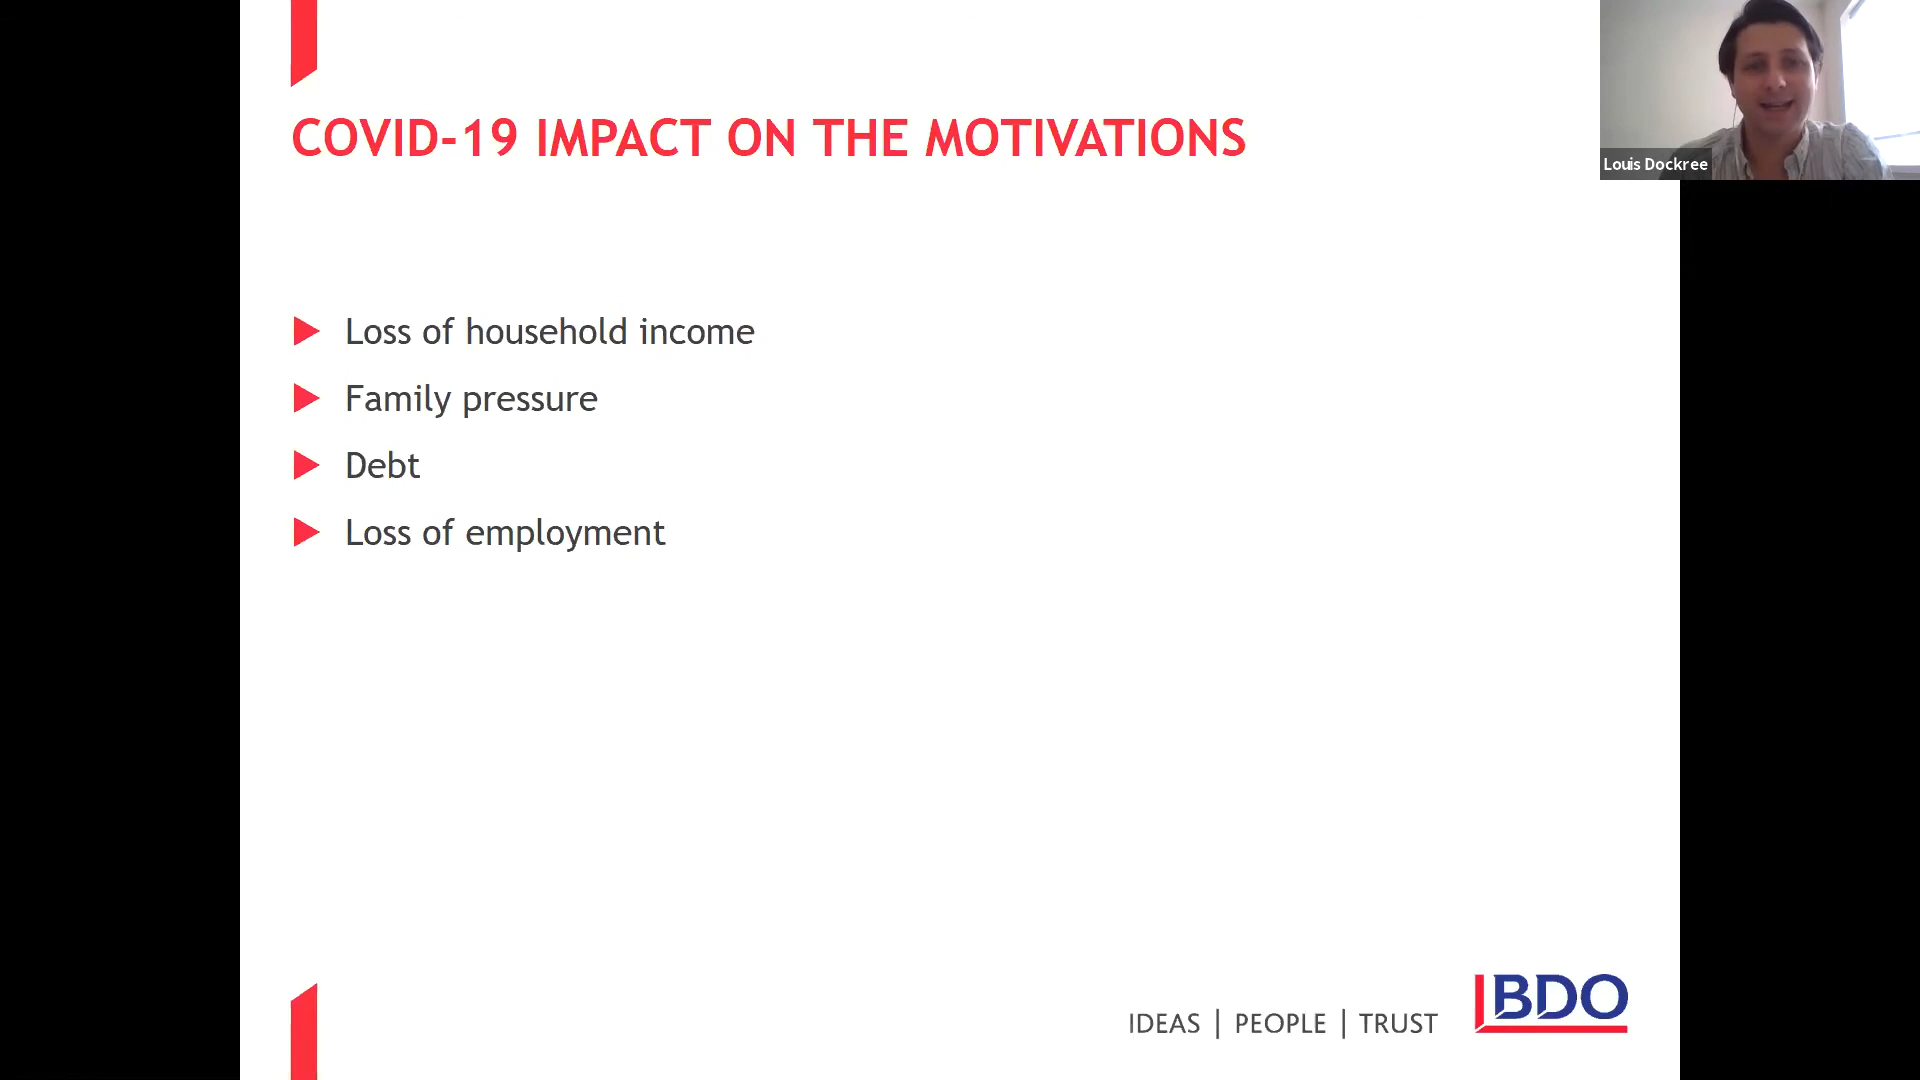 COVID-19 IMPACT ON THE MOTIVATIONS
Louis Dockree
Loss of household income
Family pressure
Debt
Loss of employment
IDEAS | PEOPLE | TRUST
BDO